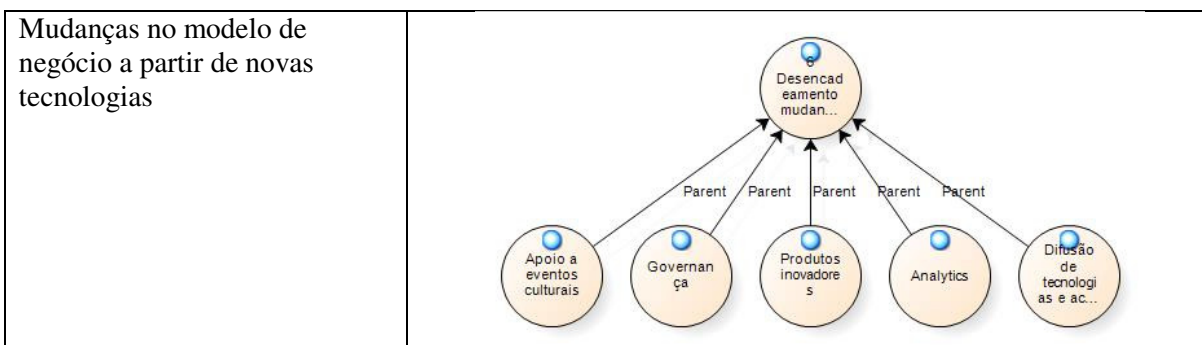 Mudanças no modelo de
negócio a partir de novas
tecnologias
6
Desencad
eamento
mudan...
Parent
Parent
Parent
Parent
Parent
Apoio a
eventos
culturais
Governan
ça
Produtos
inovadore
s
Analytics
Difusão
de
tecnologi
as e ac...